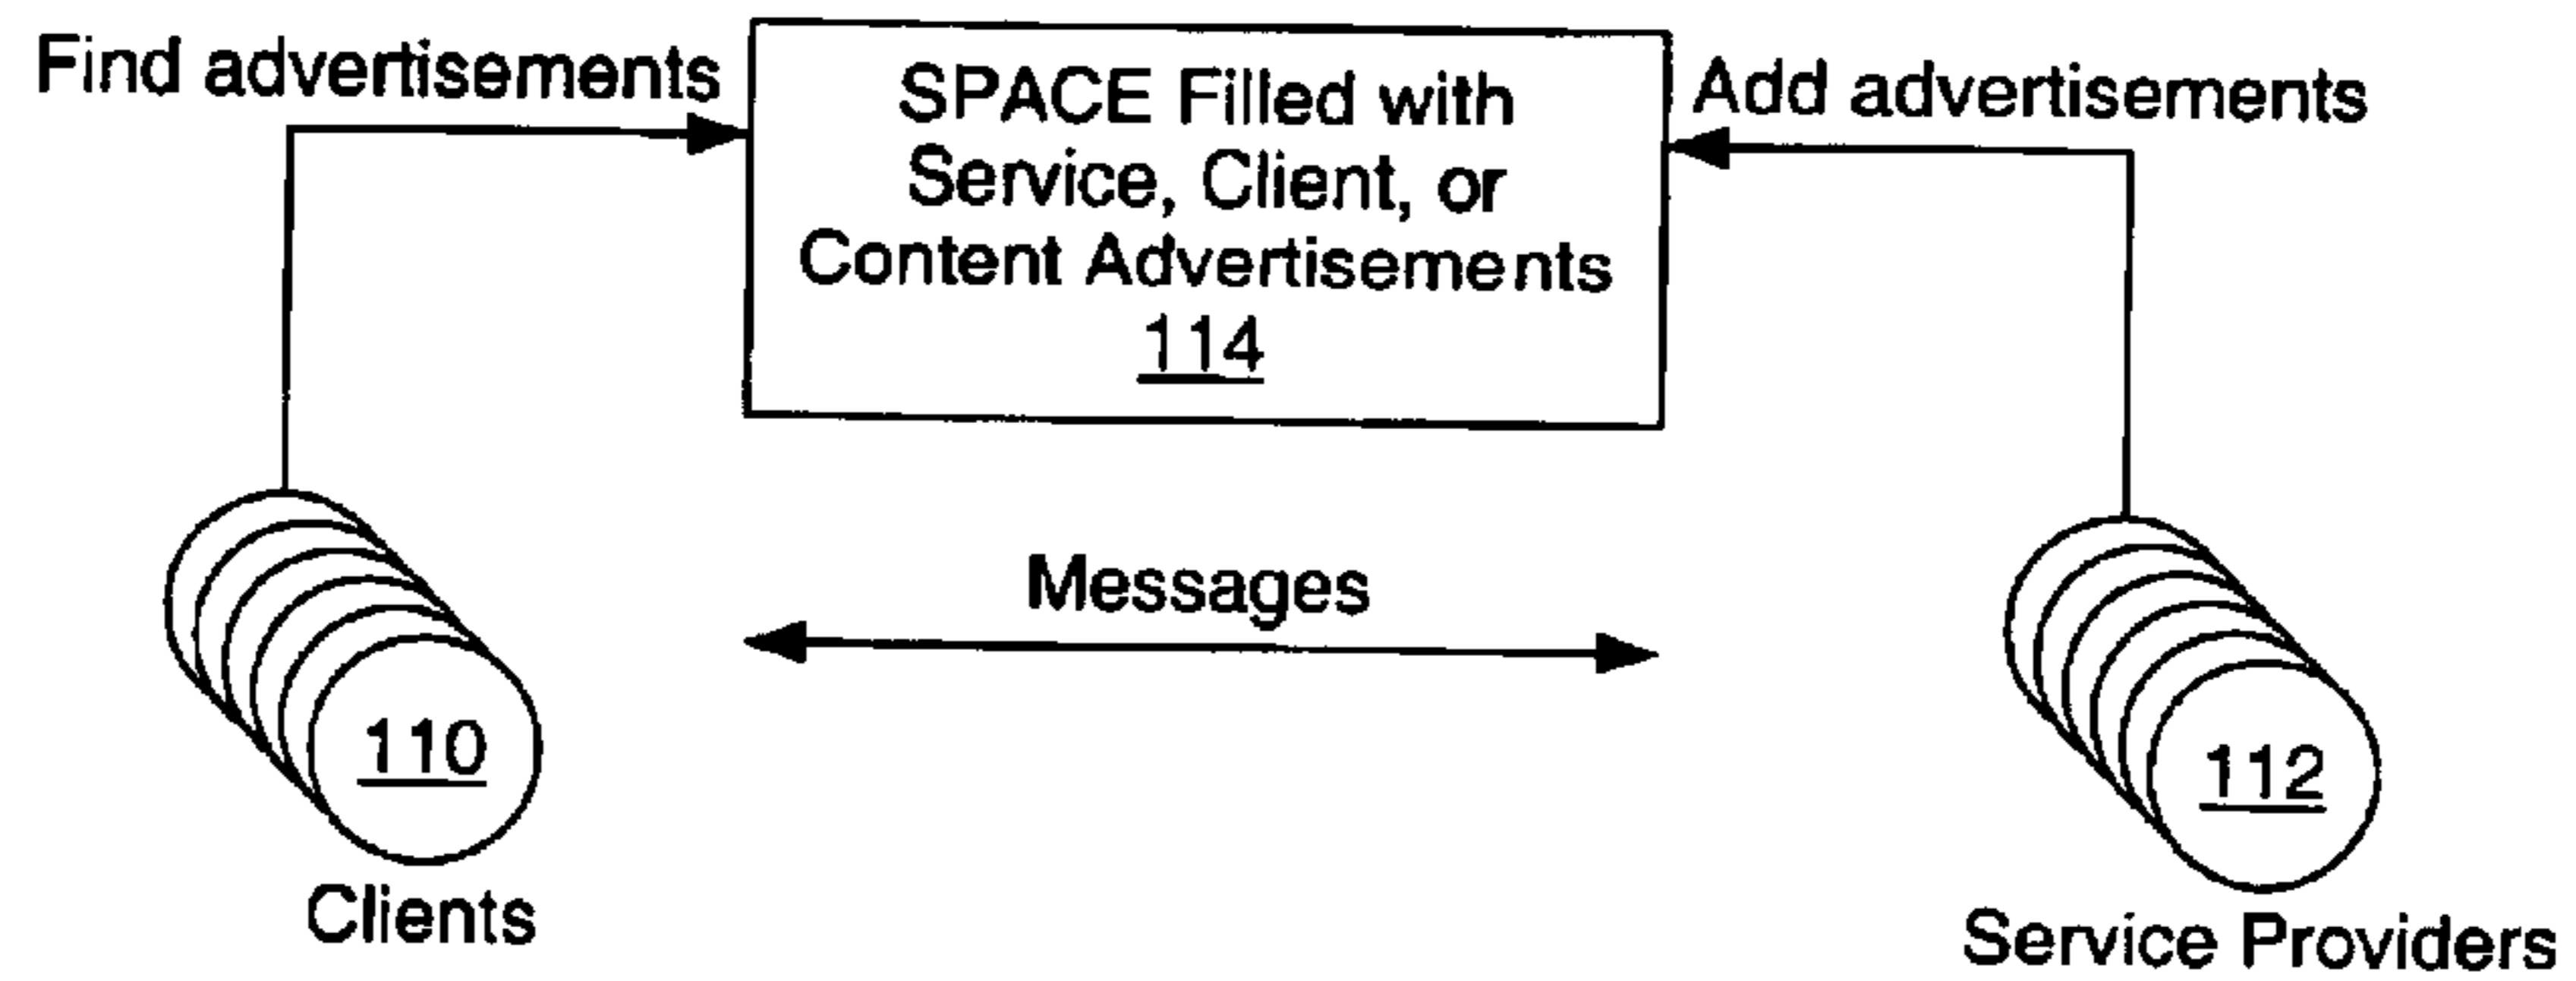 Find advertisements
SPACE Filled with
Service, Client, or
Content Advertisements
114
Add advertisements
Messages
110
Clients
112
Service Providers